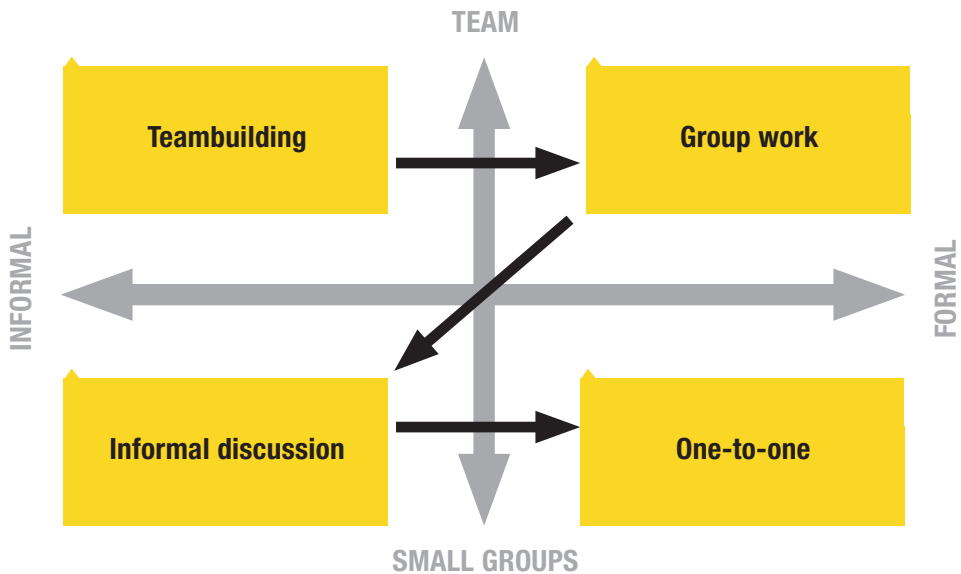 TEAM
Teambuilding
Group work
INFORMAL
FORMAL
Informal discussion
One-to-one
SMALL GROUPS